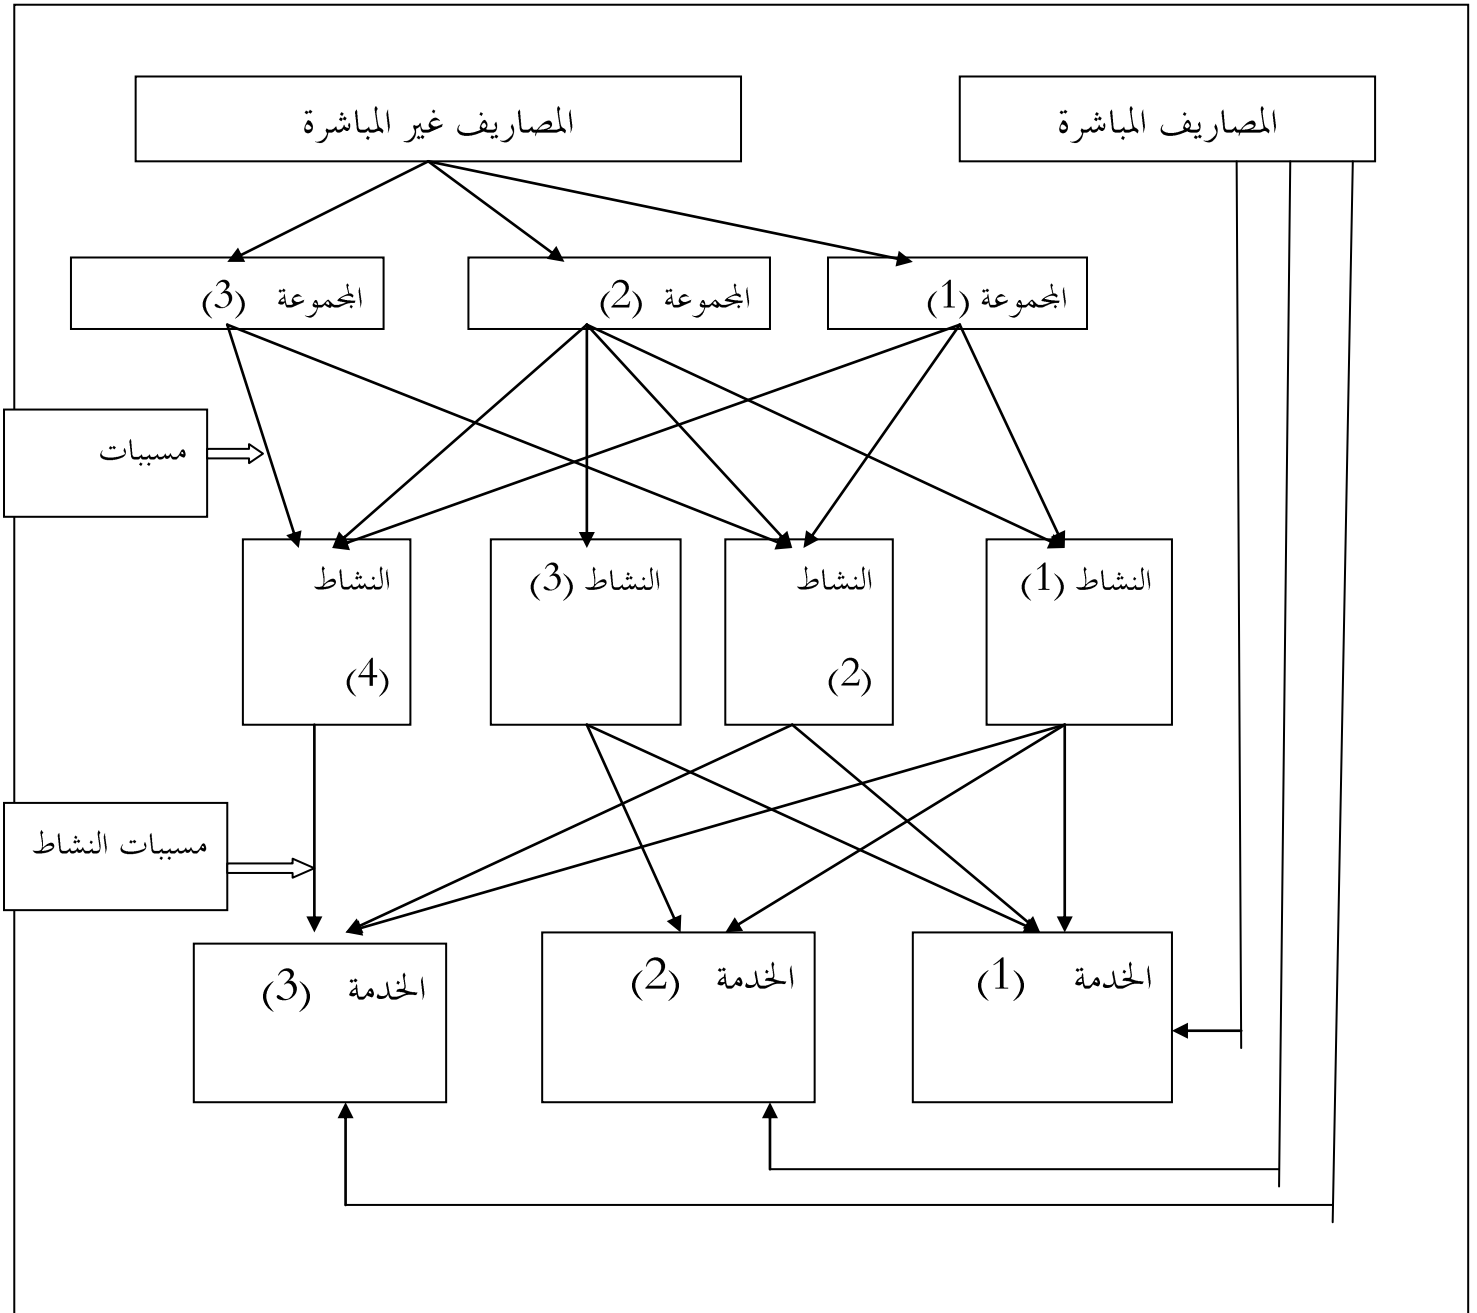 المصاريف المباشرة
المصاريف غير المباشرة
المجموعة (1)
المجموعة (2)
المجموعة (3)
مسببات
النشاط (1)
النشاط
(2)
النشاط (3)
النشاط
(4)
مسببات النشاط
الخدمة (1)
الخدمة (2)
الخدمة (3)